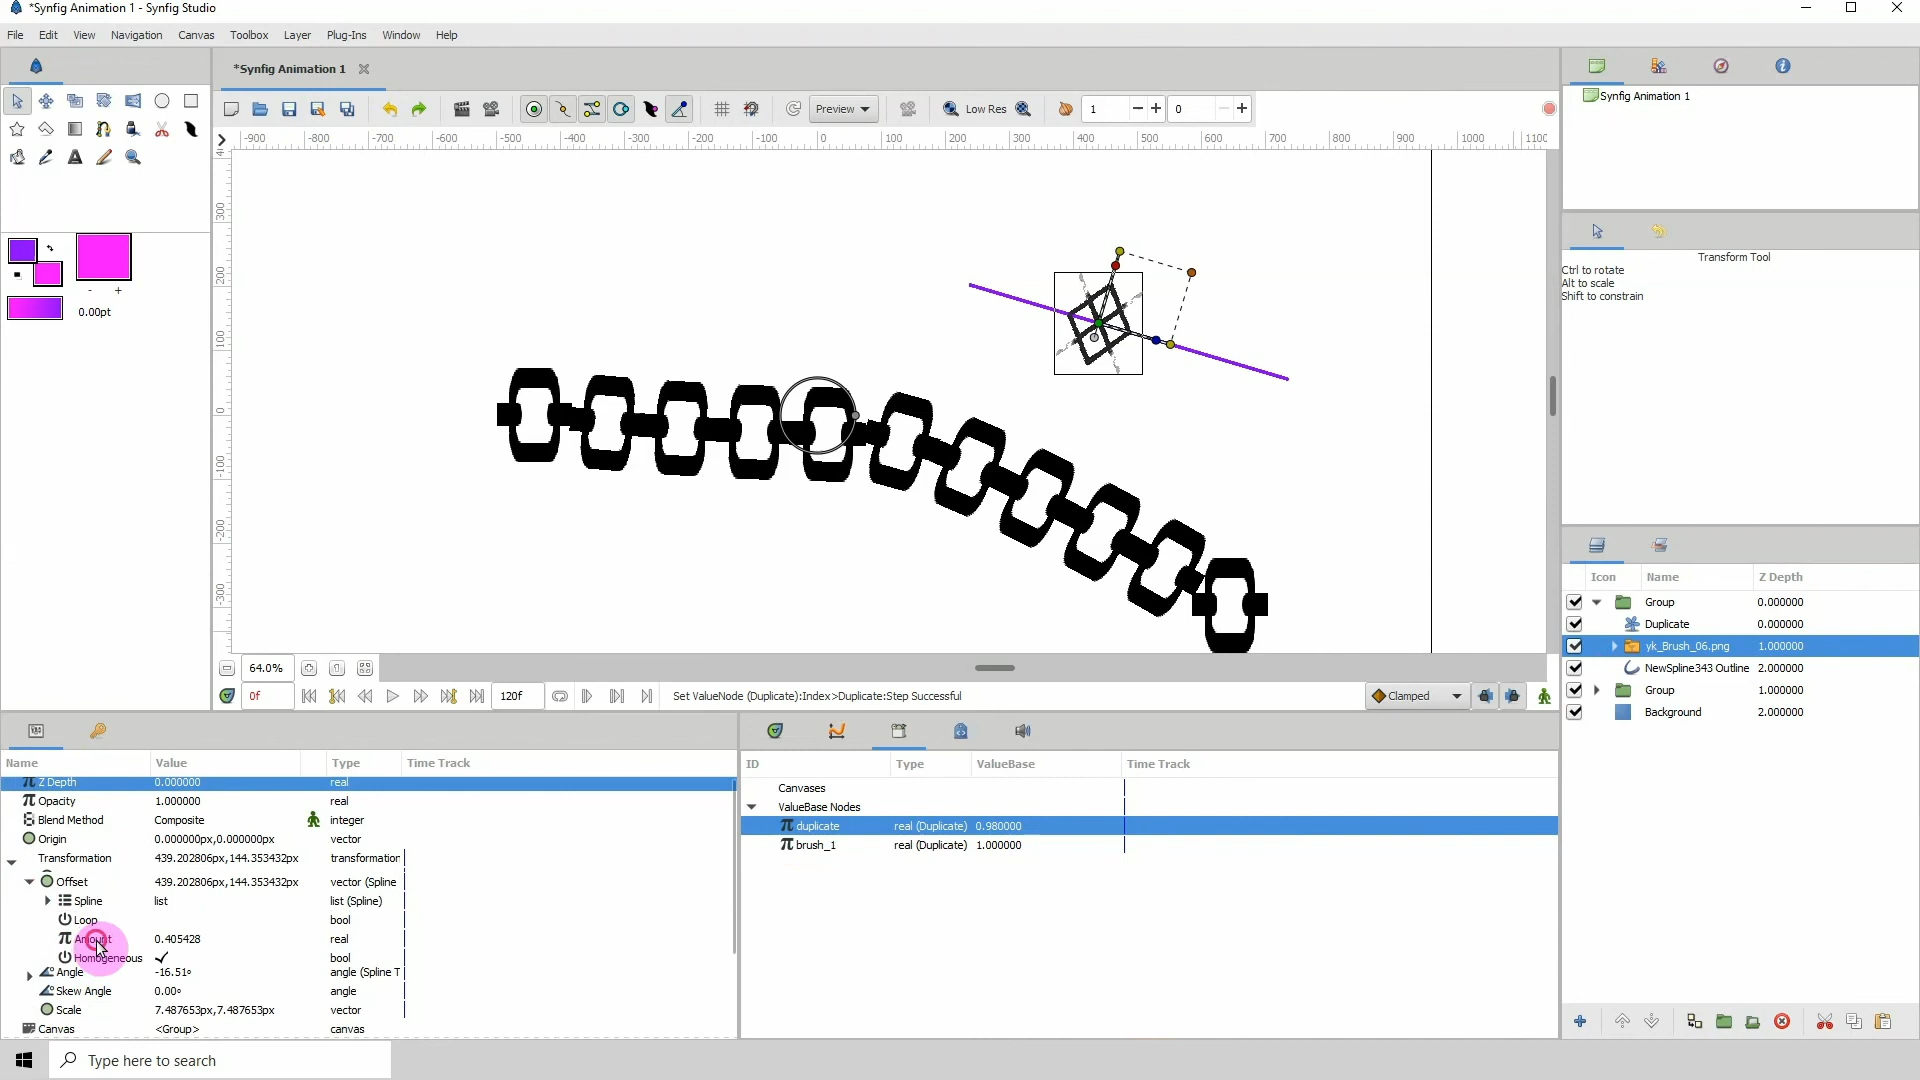 *Synfig Animation 1 - Synfig Studio
File Edit View Navigation Canvas Toolbox Layer Plug-Ins Window Help
*Synfig Animation 1
Preview Low Res 1 0
-900 -800 -700 -600 -500 -400 -300 -200 -100 0 100 200 300 400 500 600 700 800 900 1000 1100
300
200
100
0
-100
-200
-300
- +
0.00pt
64.0%
0f 120f Set ValueNode (Duplicate):Index>Duplicate:Step Successful Clamped
Name Value Type Time Track
Z Depth 0.000000 real
Opacity 1.000000 real
Blend Method Composite integer
Origin 0.000000px,0.000000px vector
Transformation 439.202806px,144.353432px transformation
Offset 439.202806px,144.353432px vector (Spline
Spline list list (Spline)
Loop bool
Amount 0.405428 real
Homogeneous bool
Angle -16.51° angle (Spline T
Skew Angle 0.00° angle
Scale 7.487653px,7.487653px vector
Canvas <Group> canvas
ID Type ValueBase Time Track
Canvases
ValueBase Nodes
duplicate real (Duplicate) 0.980000
brush_1 real (Duplicate) 1.000000
Synfig Animation 1
Transform Tool
Ctrl to rotate
Alt to scale
Shift to constrain
Icon Name Z Depth
Group 0.000000
Duplicate 0.000000
yk_Brush_06.png 1.000000
NewSpline343 Outline 2.000000
Group 1.000000
Background 2.000000
Type here to search